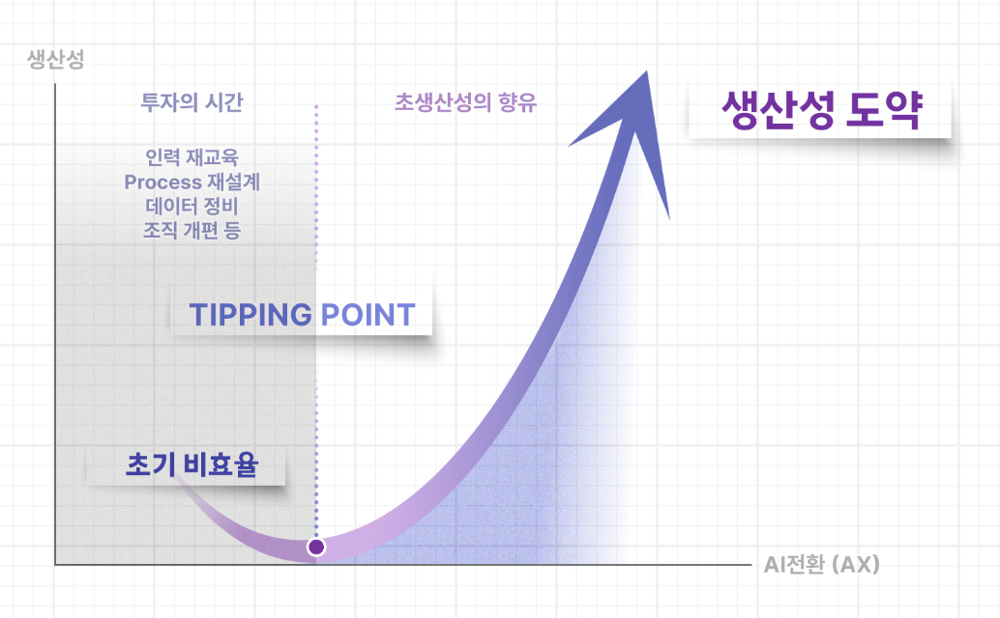 생산성
투자의 시간
초생산성의 향유
생산성 도약
인력 재교육
Process 재설계
데이터 정비
조직 개편 등
TIPPING POINT
초기 비효율
AI전환 (AX)